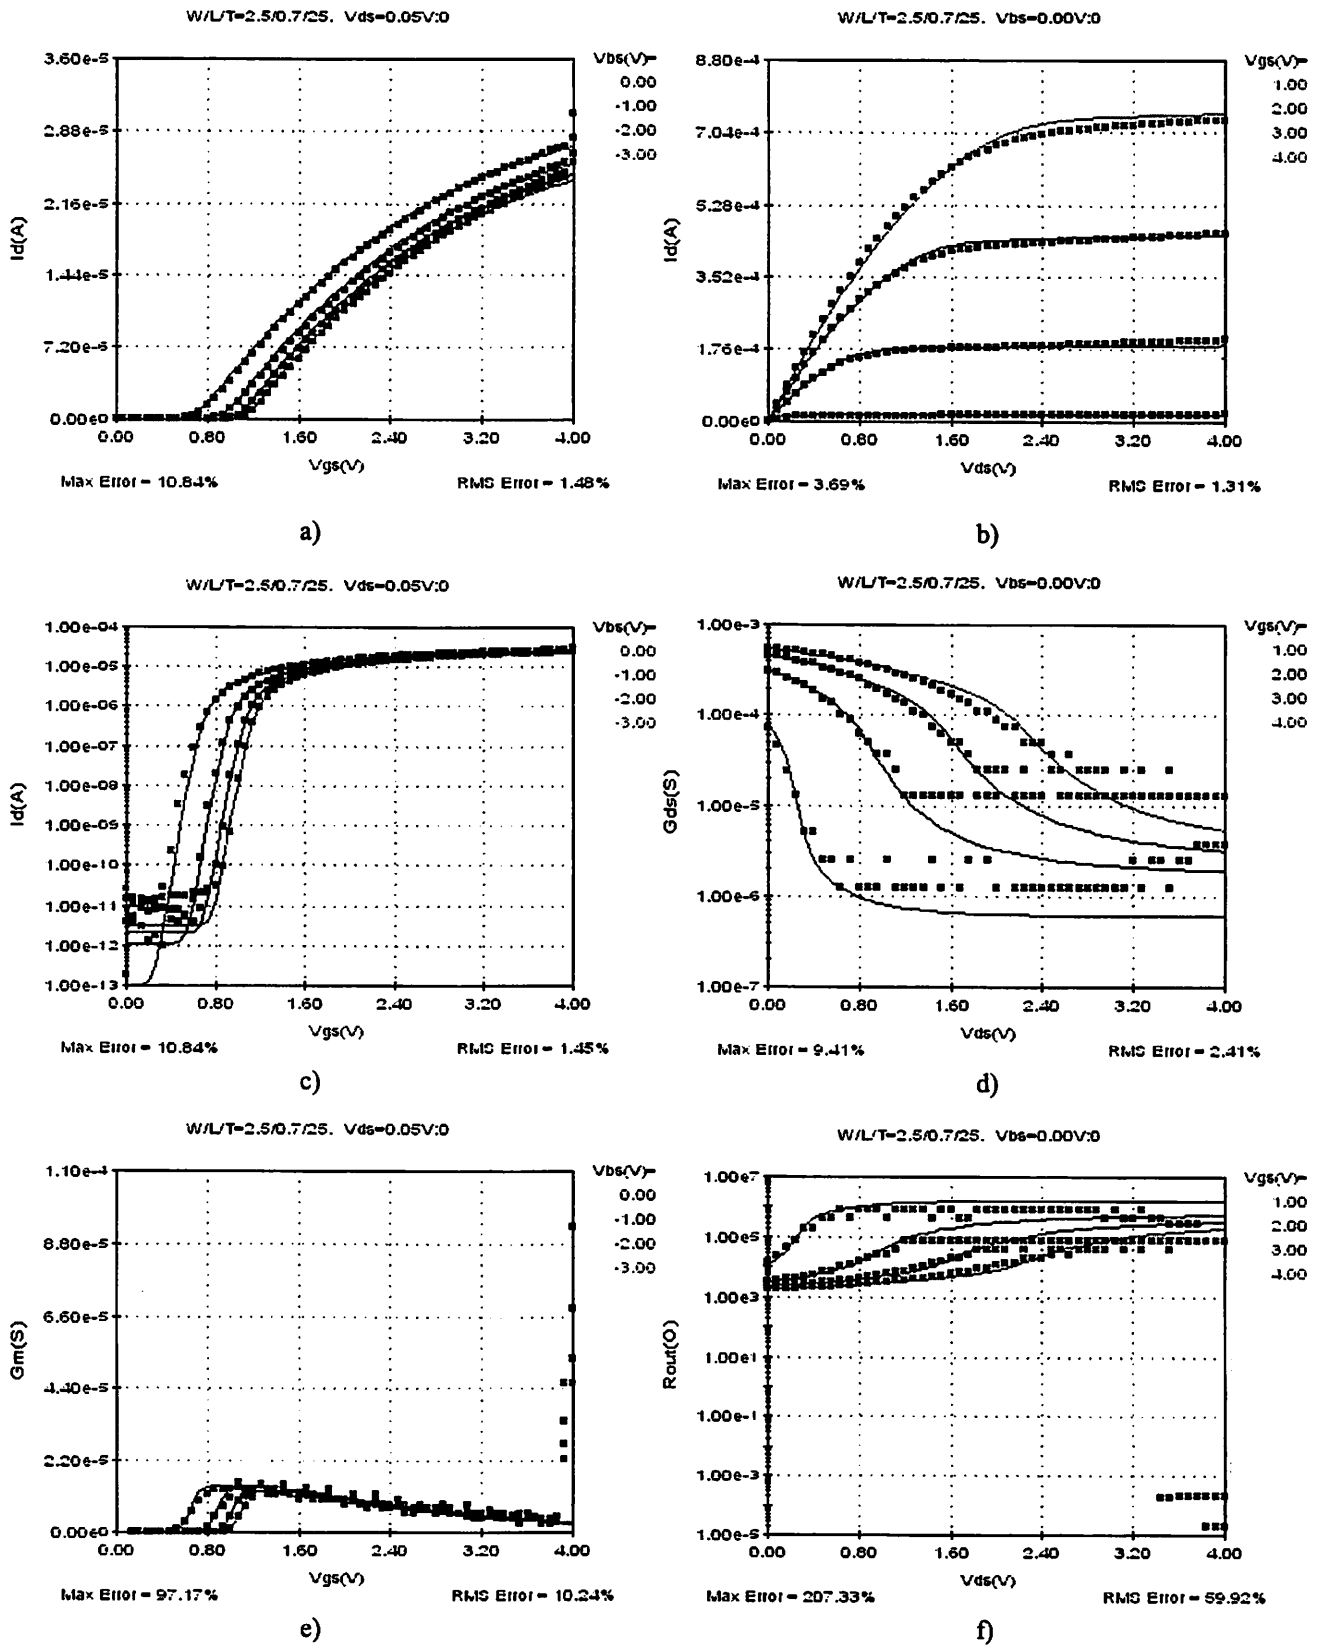 W/L/T=2.5/0.7/25. Vds=0.05V:0
3.60e-5
2.88e-5
2.16e-5
1.44e-5
7.20e-6
0.00e0
Id(A)
0.00 0.80 1.60 2.40 3.20 4.00
Vgs(V)
Vbs(V)=
0.00
-1.00
-2.00
-3.00
Max Error = 10.84% RMS Error = 1.48%
a)
W/L/T=2.5/0.7/25. Vbs=0.00V:0
8.80e-4
7.04e-4
5.28e-4
3.52e-4
1.76e-4
0.00e0
Id(A)
0.00 0.80 1.60 2.40 3.20 4.00
Vds(V)
Vgs(V)=
1.00
2.00
3.00
4.00
Max Error = 3.69% RMS Error = 1.31%
b)
W/L/T=2.5/0.7/25. Vds=0.05V:0
1.00e-04
1.00e-05
1.00e-06
1.00e-07
1.00e-08
1.00e-09
1.00e-10
1.00e-11
1.00e-12
1.00e-13
Id(A)
0.00 0.80 1.60 2.40 3.20 4.00
Vgs(V)
Vbs(V)=
0.00
-1.00
-2.00
-3.00
Max Error = 10.84% RMS Error = 1.45%
c)
W/L/T=2.5/0.7/25. Vbs=0.00V:0
1.00e-3
1.00e-4
1.00e-5
1.00e-6
1.00e-7
Gds(S)
0.00 0.80 1.60 2.40 3.20 4.00
Vds(V)
Vgs(V)=
1.00
2.00
3.00
4.00
Max Error = 9.41% RMS Error = 2.41%
d)
W/L/T=2.5/0.7/25. Vds=0.05V:0
1.10e-4
8.80e-5
6.60e-5
4.40e-5
2.20e-5
0.00e0
Gm(S)
0.00 0.80 1.60 2.40 3.20 4.00
Vgs(V)
Vbs(V)=
0.00
-1.00
-2.00
-3.00
Max Error = 97.17% RMS Error = 10.24%
e)
W/L/T=2.5/0.7/25. Vbs=0.00V:0
1.00e7
1.00e5
1.00e3
1.00e1
1.00e-1
1.00e-3
1.00e-5
Rout(O)
0.00 0.80 1.60 2.40 3.20 4.00
Vds(V)
Vgs(V)=
1.00
2.00
3.00
4.00
Max Error = 207.33% RMS Error = 59.92%
f)